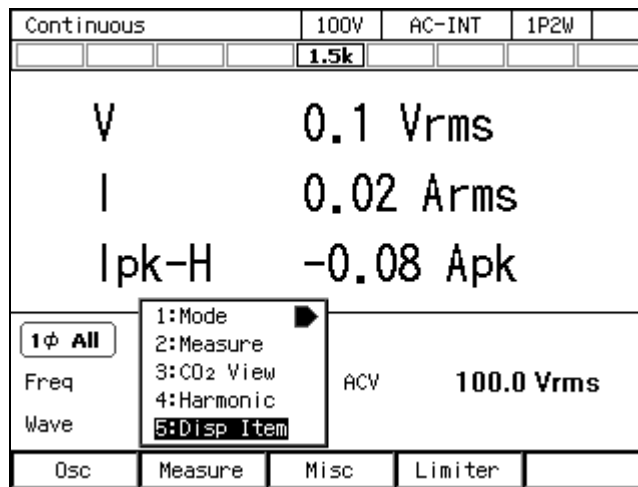 Continuous 100V AC-INT 1P2W
1.5k
V 0.1 Vrms
I 0.02 Arms
Ipk-H -0.08 Apk
1:Mode
1ϕ All 2:Measure
Freq 3:CO2 View ACV 100.0 Vrms
4:Harmonic
Wave 5:Disp Item
Osc Measure Misc Limiter